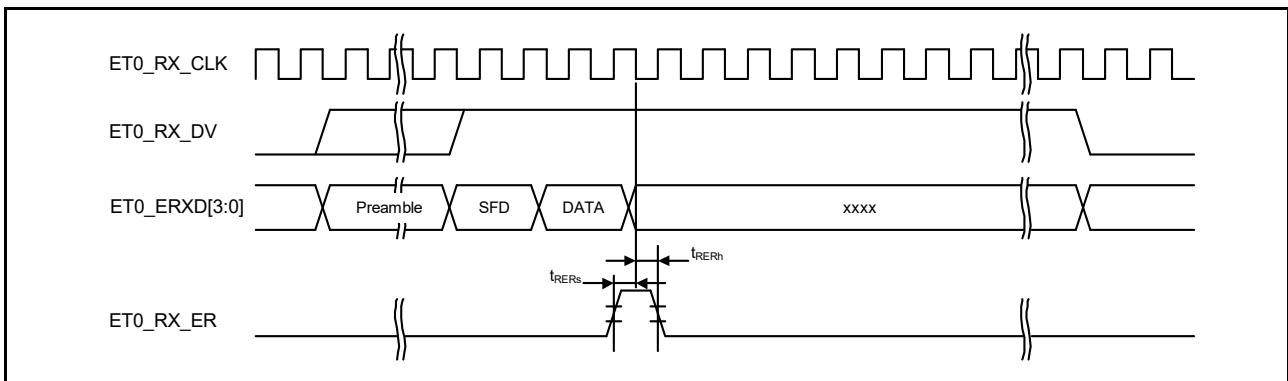 ET0_RX_CLK
ET0_RX_DV
ET0_ERXD[3:0]
Preamble
SFD
DATA
xxxx
tRERh
tRERs
ET0_RX_ER